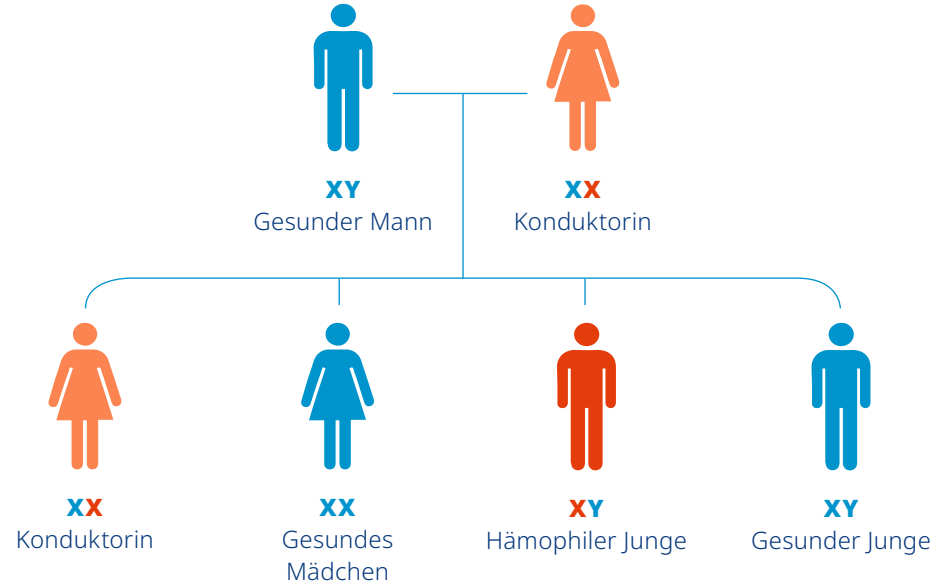 XY
Gesunder Mann
XX
Konduktorin
XX
Konduktorin
XX
Gesundes
Mädchen
XY
Hämophiler Junge
XY
Gesunder Junge